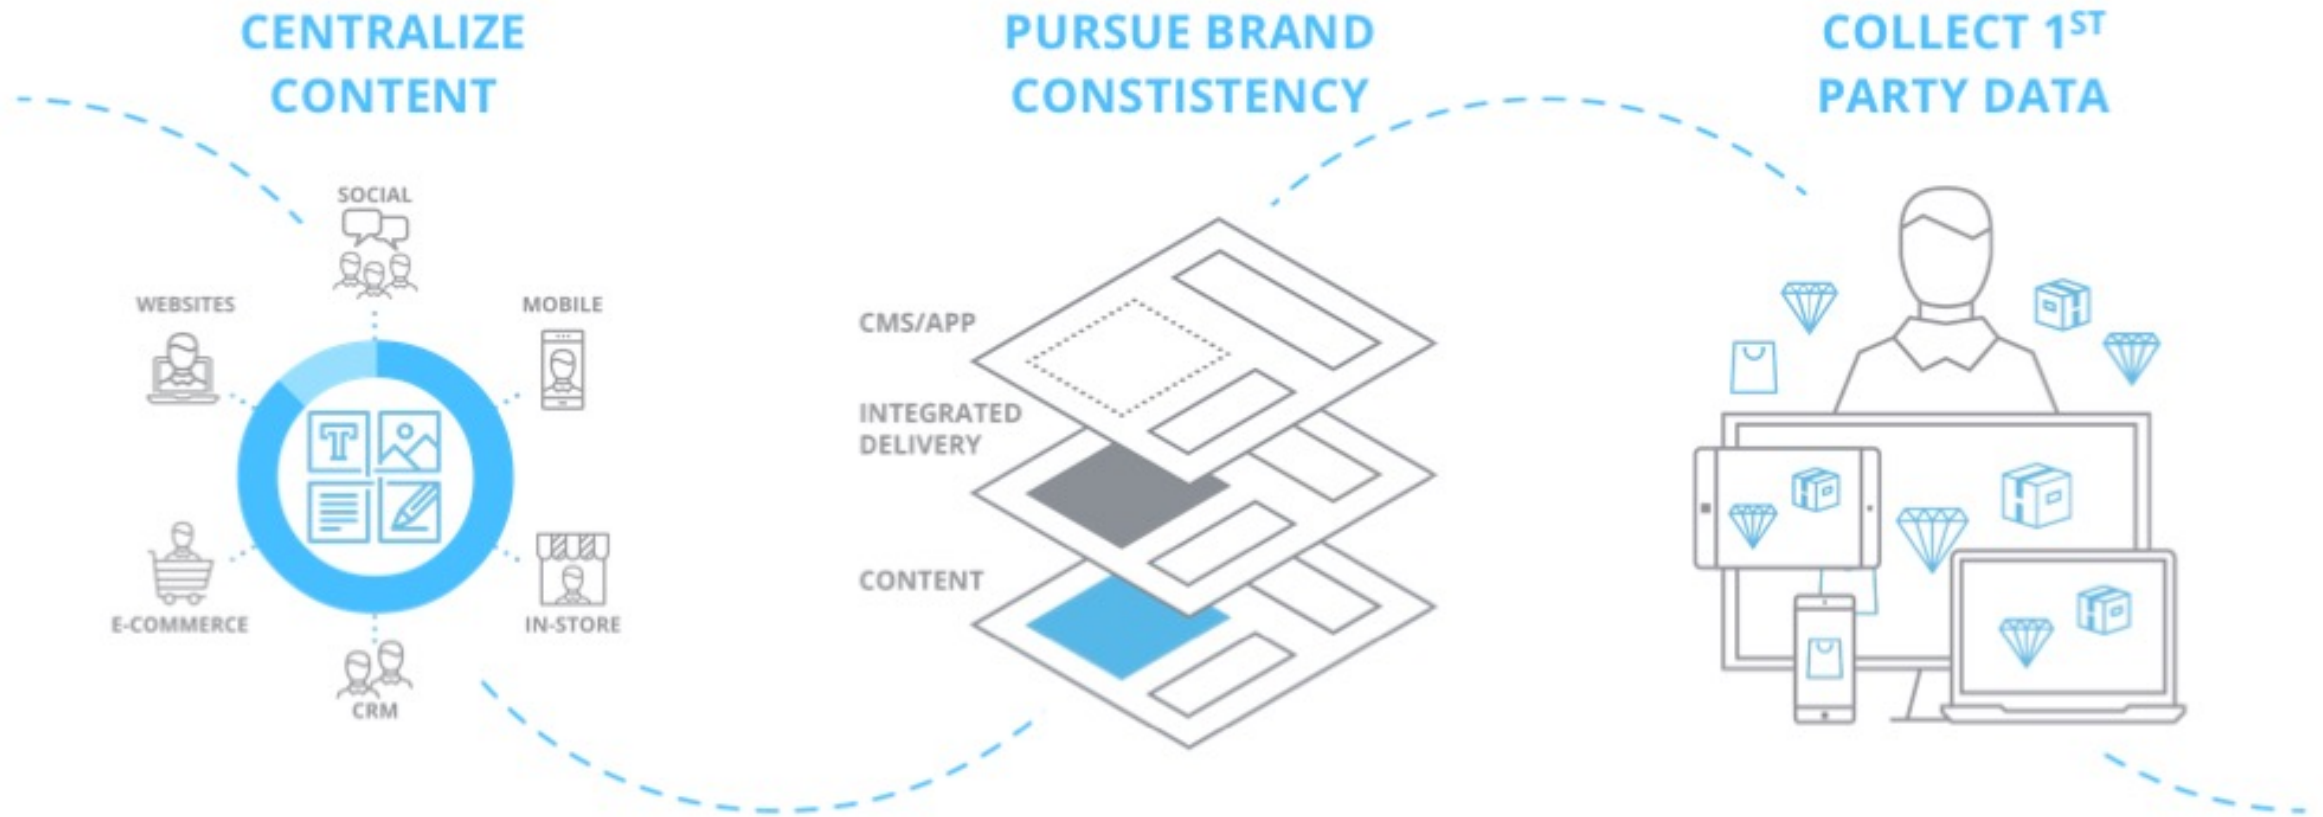 CENTRALIZE
CONTENT
SOCIAL
WEBSITES
MOBILE
T
E-COMMERCE
IN-STORE
CRM
PURSUE BRAND
CONSTISTENCY
CMS/APP
INTEGRATED
DELIVERY
CONTENT
COLLECT 1ST
PARTY DATA